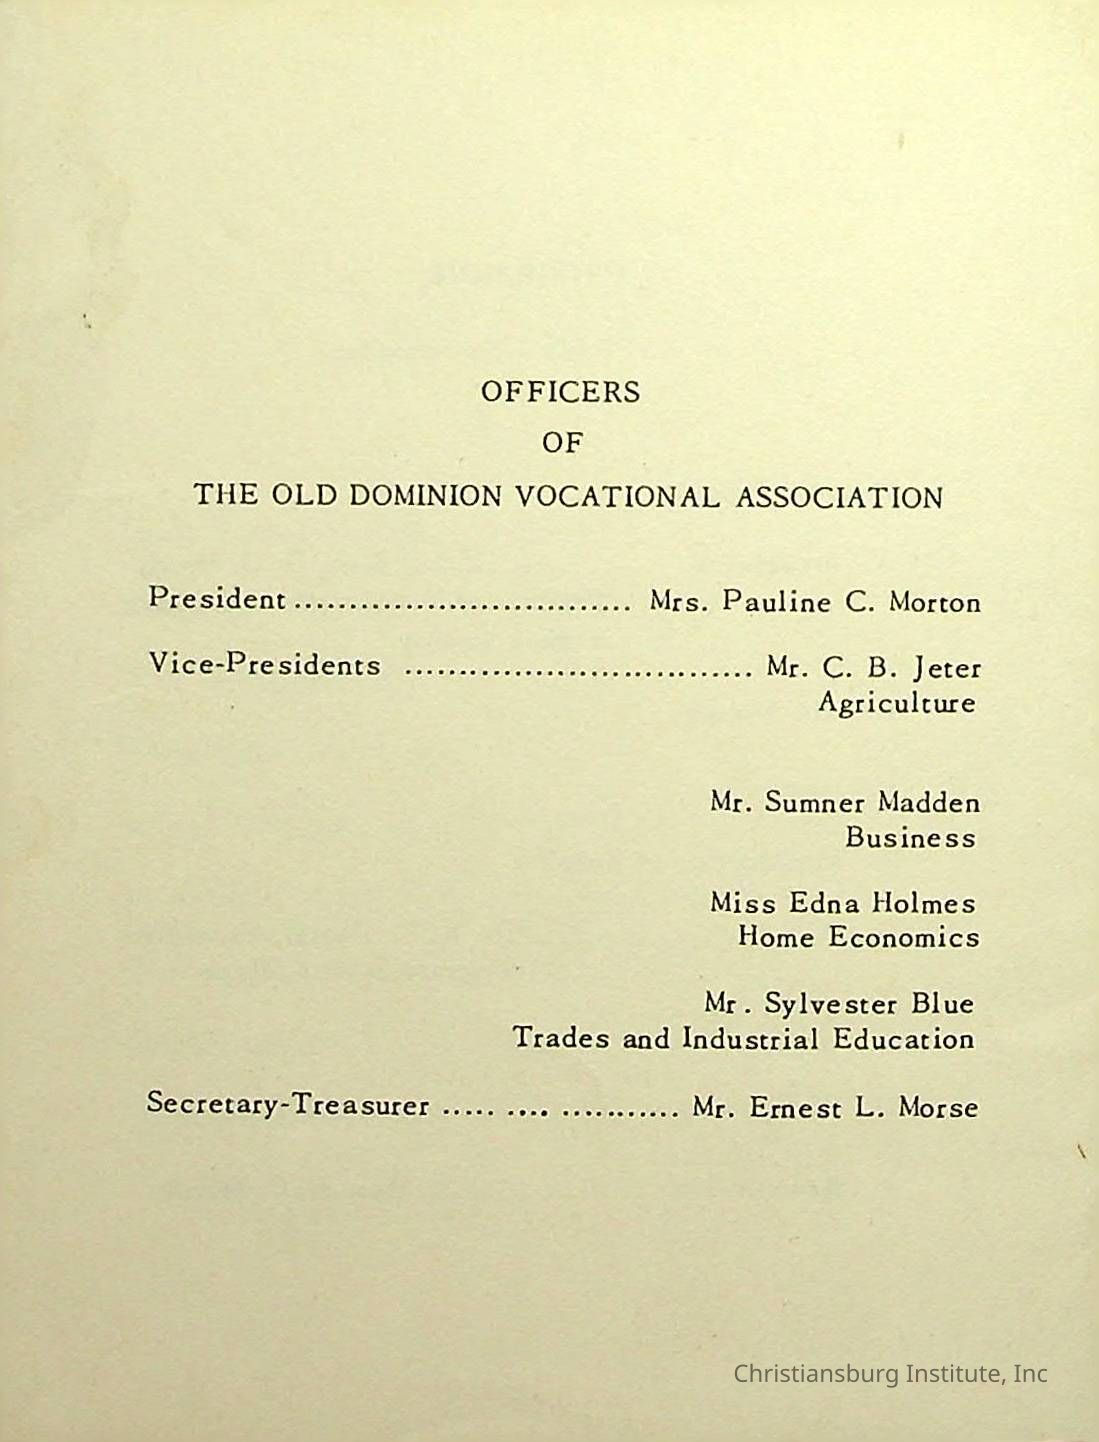 OFFICERS
OF
THE OLD DOMINION VOCATIONAL ASSOCIATION
President ................................ Mrs. Pauline C. Morton
Vice-Presidents ................................ Mr. C. B. Jeter
Agriculture
Mr. Sumner Madden
Business
Miss Edna Holmes
Home Economics
Mr. Sylvester Blue
Trades and Industrial Education
Secretary-Treasurer ..... .... ........... Mr. Ernest L. Morse
Christiansburg Institute, Inc